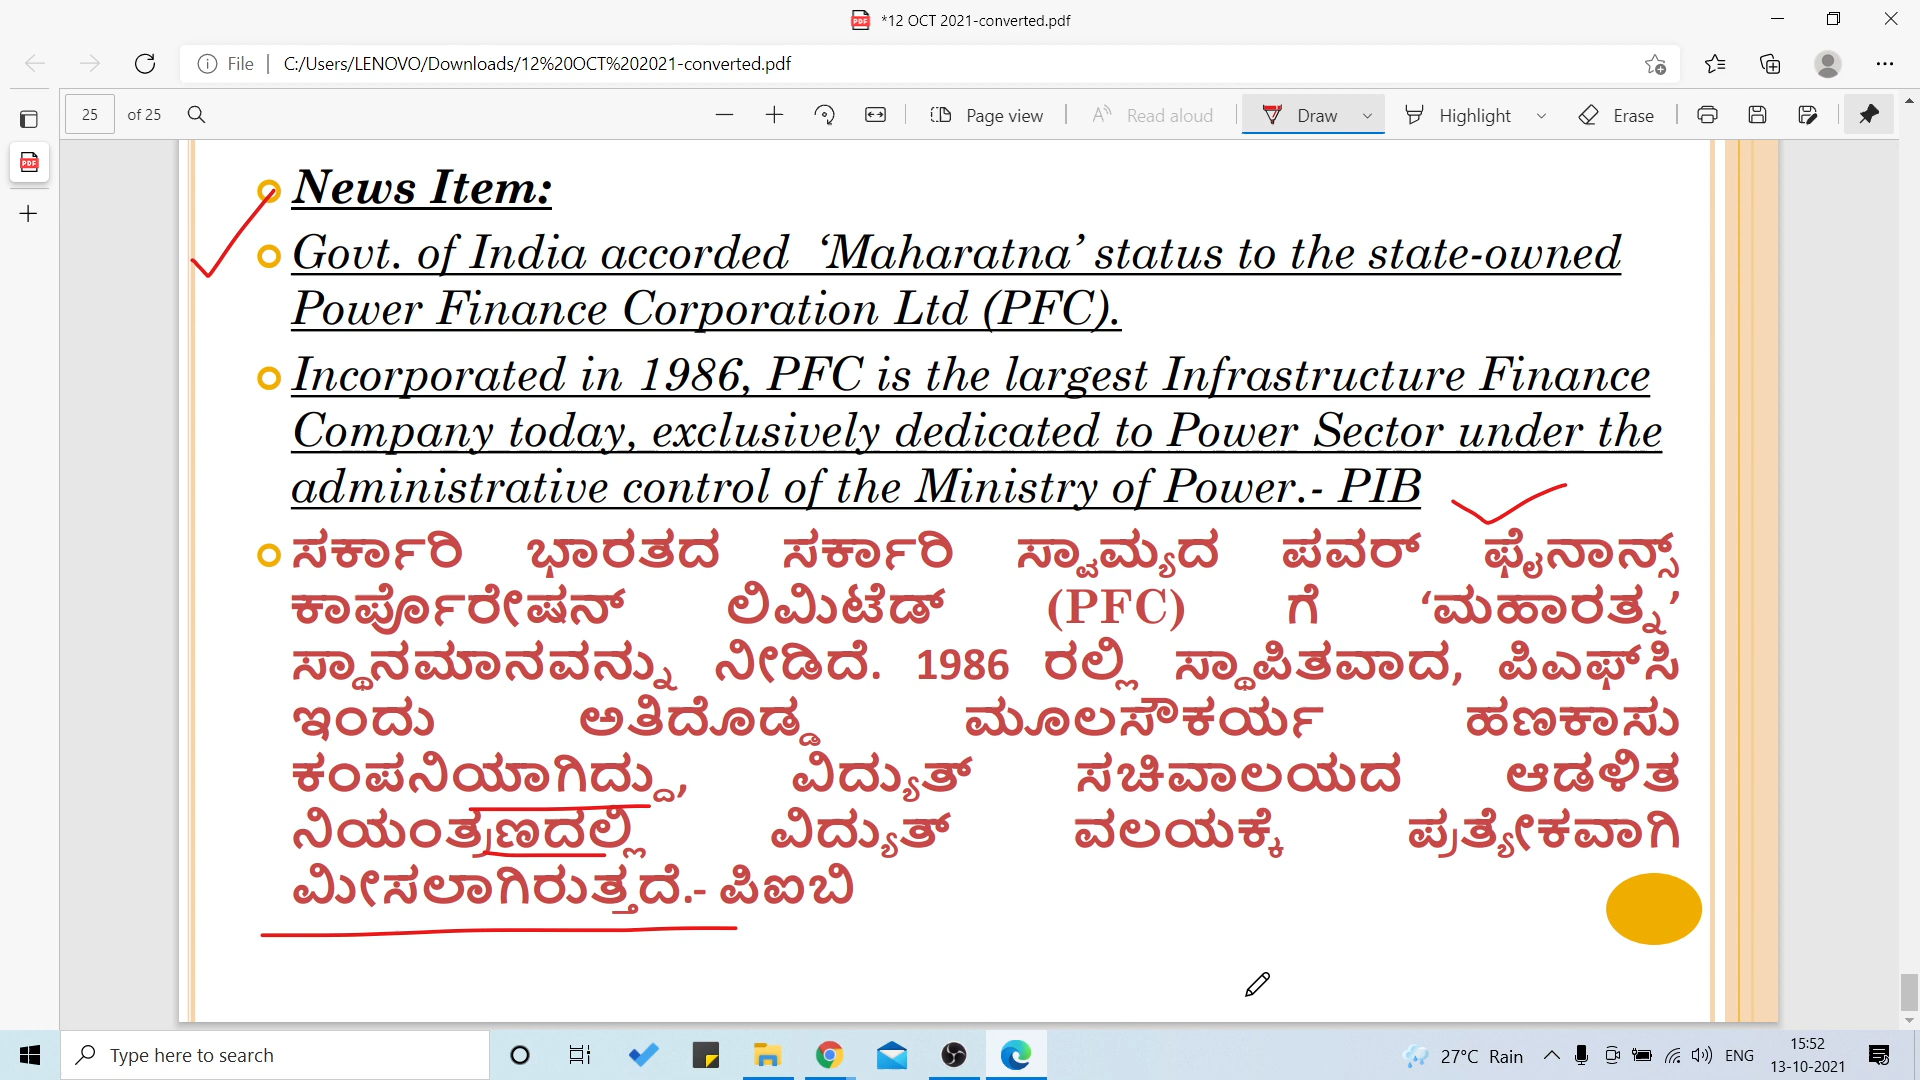 *12 OCT 2021-converted.pdf
File | C:/Users/LENOVO/Downloads/12%20OCT%202021-converted.pdf
25 of 25 Page view Read aloud Draw Highlight Erase
News Item:
Govt. of India accorded ‘Maharatna’ status to the state-owned
Power Finance Corporation Ltd (PFC).
Incorporated in 1986, PFC is the largest Infrastructure Finance
Company today, exclusively dedicated to Power Sector under the
administrative control of the Ministry of Power.- PIB
ಸರ್ಕಾರಿ ಭಾರತದ ಸರ್ಕಾರಿ ಸ್ವಾಮ್ಯದ ಪವರ್ ಫೈನಾನ್ಸ್
ಕಾರ್ಪೊರೇಷನ್ ಲಿಮಿಟೆಡ್ (PFC) ಗೆ ‘ಮಹಾರತ್ನ’
ಸ್ಥಾನಮಾನವನ್ನು ನೀಡಿದೆ. 1986 ರಲ್ಲಿ ಸ್ಥಾಪಿತವಾದ, ಪಿಎಫ್‌ಸಿ
ಇಂದು ಅತಿದೊಡ್ಡ ಮೂಲಸೌಕರ್ಯ ಹಣಕಾಸು
ಕಂಪನಿಯಾಗಿದ್ದು, ವಿದ್ಯುತ್ ಸಚಿವಾಲಯದ ಆಡಳಿತ
ನಿಯಂತ್ರಣದಲ್ಲಿ ವಿದ್ಯುತ್ ವಲಯಕ್ಕೆ ಪ್ರತ್ಯೇಕವಾಗಿ
ಮೀಸಲಾಗಿರುತ್ತದೆ.- ಪಿಐಬಿ
Type here to search 27°C Rain ENG 15:52
13-10-2021